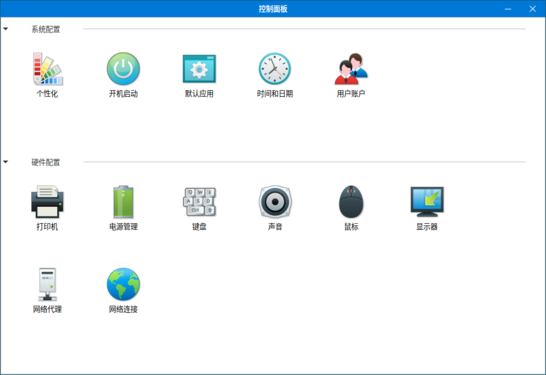 控制面板
系统配置
个性化 开机启动 默认应用 时间和日期 用户账户
硬件配置
打印机 电源管理 键盘 声音 鼠标 显示器
网络代理 网络连接